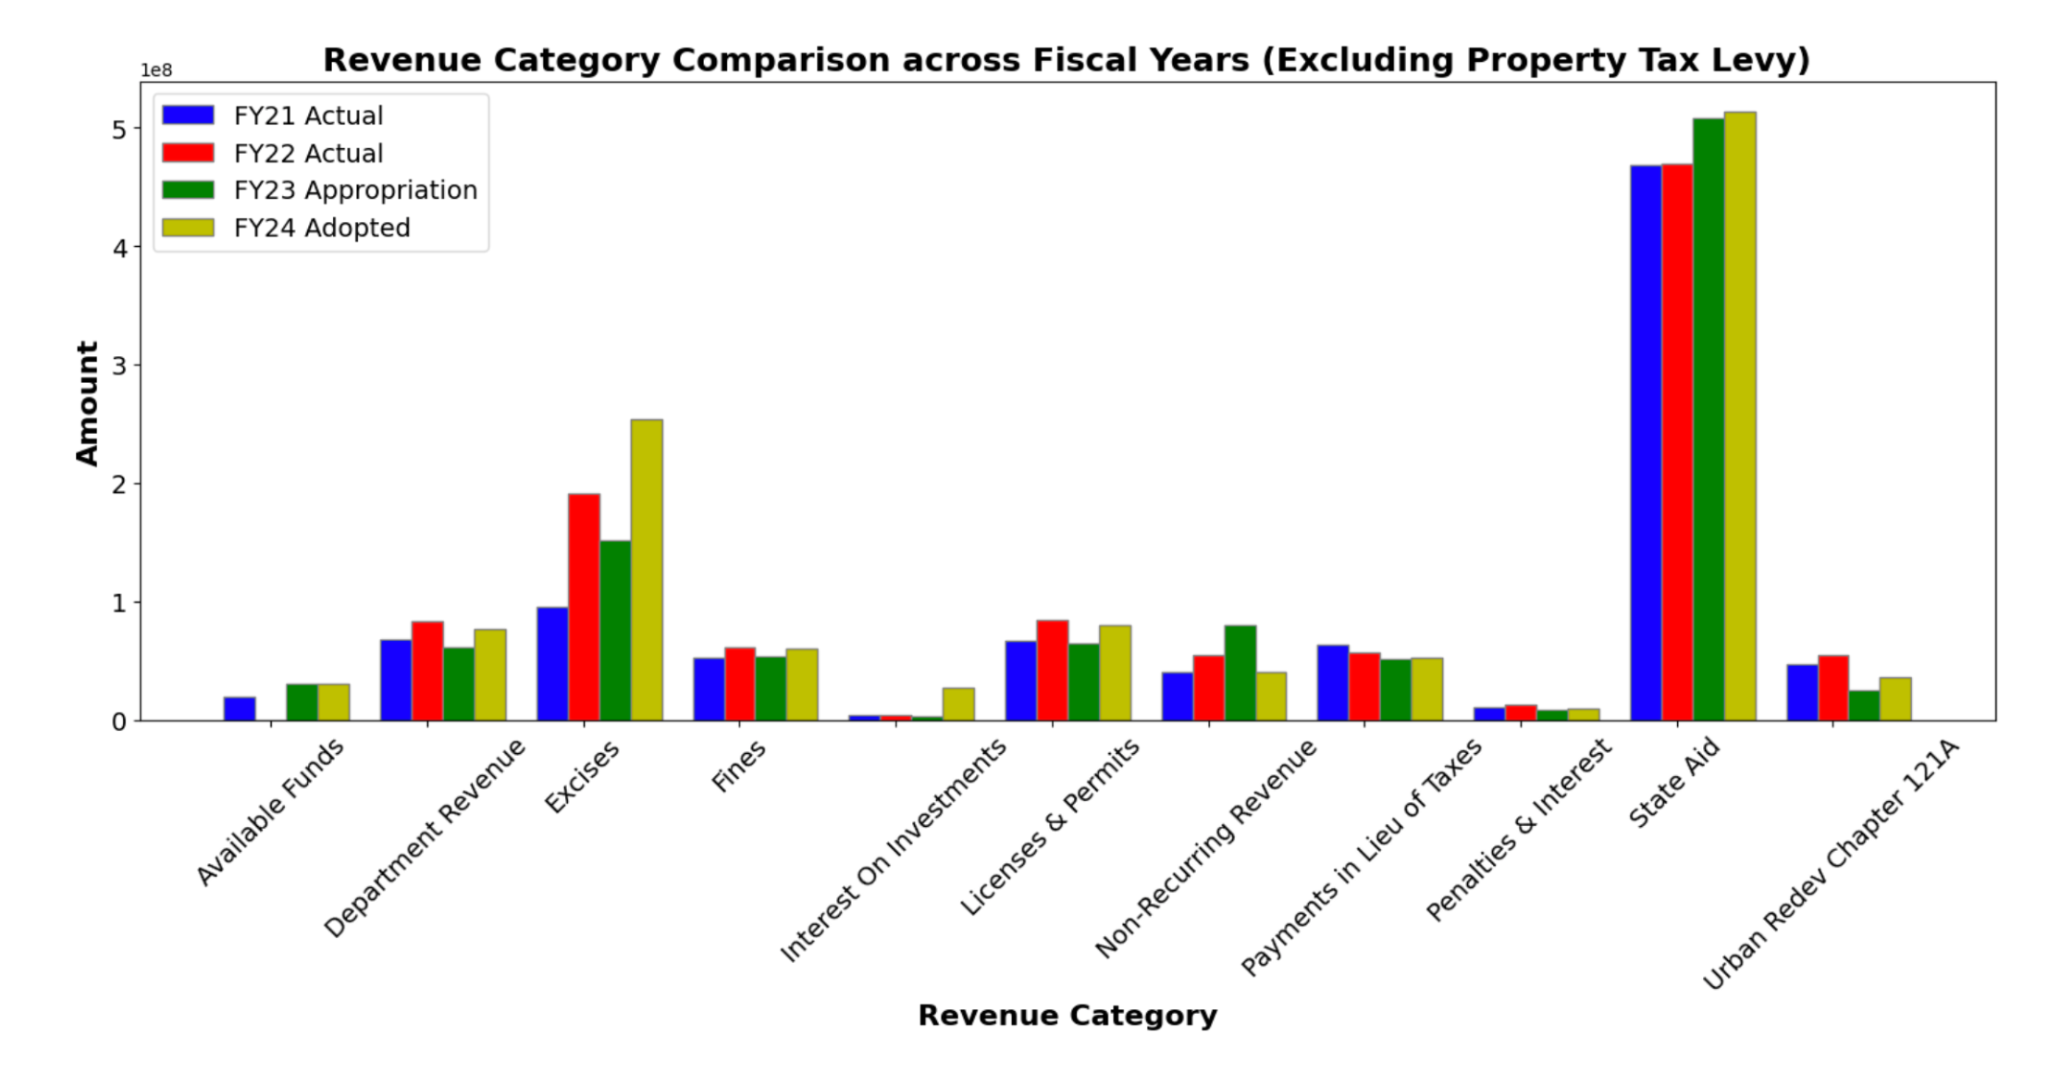 Revenue Category Comparison across Fiscal Years (Excluding Property Tax Levy)
1e8
FY21 Actual
FY22 Actual
FY23 Appropriation
FY24 Adopted
5
4
3
2
1
0
Amount
Available Funds
Department Revenue
Excises
Fines
Interest On Investments
Licenses & Permits
Non-Recurring Revenue
Payments in Lieu of Taxes
Penalties & Interest
State Aid
Urban Redev Chapter 121A
Revenue Category